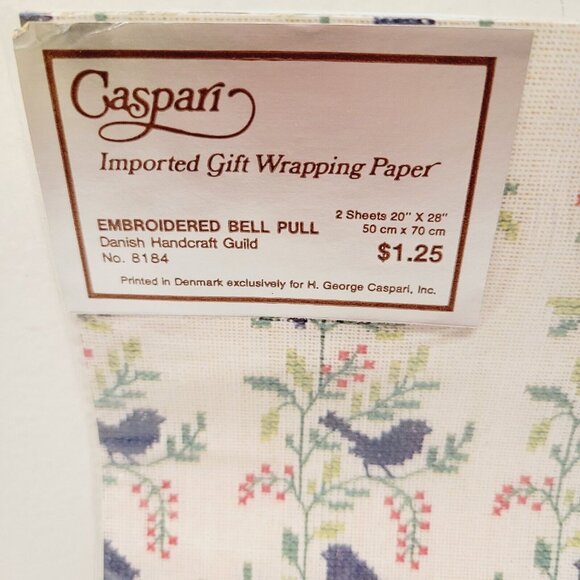 Caspari
Imported Gift Wrapping Paper
EMBROIDERED BELL PULL
Danish Handcraft Guild
No. 8184
2 Sheets 20" X 28"
50 cm x 70 cm
$1.25
Printed in Denmark exclusively for H. George Caspari, Inc.